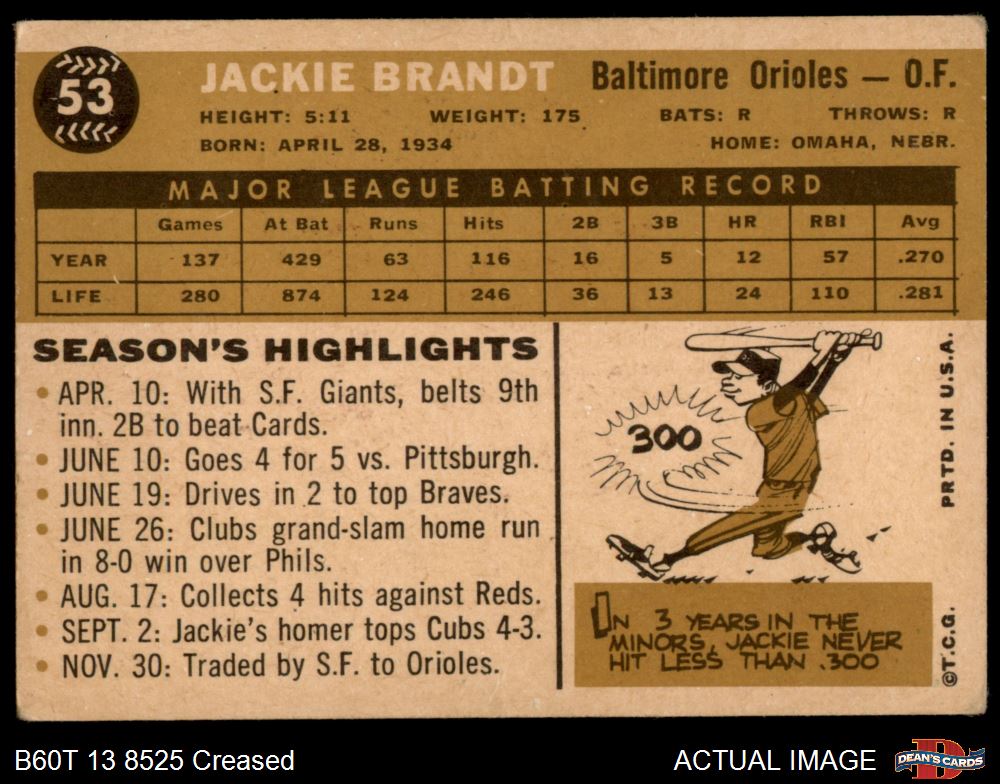 53
JACKIE BRANDT Baltimore Orioles — O.F.
HEIGHT: 5:11 WEIGHT: 175 BATS: R THROWS: R
BORN: APRIL 28, 1934 HOME: OMAHA, NEBR.
MAJOR LEAGUE BATTING RECORD
Games At Bat Runs Hits 2B 3B HR RBI Avg
YEAR 137 429 63 116 16 5 12 57 .270
LIFE 280 874 124 246 36 13 24 110 .281
SEASON'S HIGHLIGHTS
• APR. 10: With S.F. Giants, belts 9th
inn. 2B to beat Cards.
• JUNE 10: Goes 4 for 5 vs. Pittsburgh.
• JUNE 19: Drives in 2 to top Braves.
• JUNE 26: Clubs grand-slam home run
in 8-0 win over Phils.
• AUG. 17: Collects 4 hits against Reds.
• SEPT. 2: Jackie's homer tops Cubs 4-3.
• NOV. 30: Traded by S.F. to Orioles.
300
IN 3 YEARS IN THE
MINORS, JACKIE NEVER
HIT LESS THAN .300
©T.C.G. PRTD. IN U.S.A.
B60T 13 8525 Creased ACTUAL IMAGE
DEAN'S CARDS